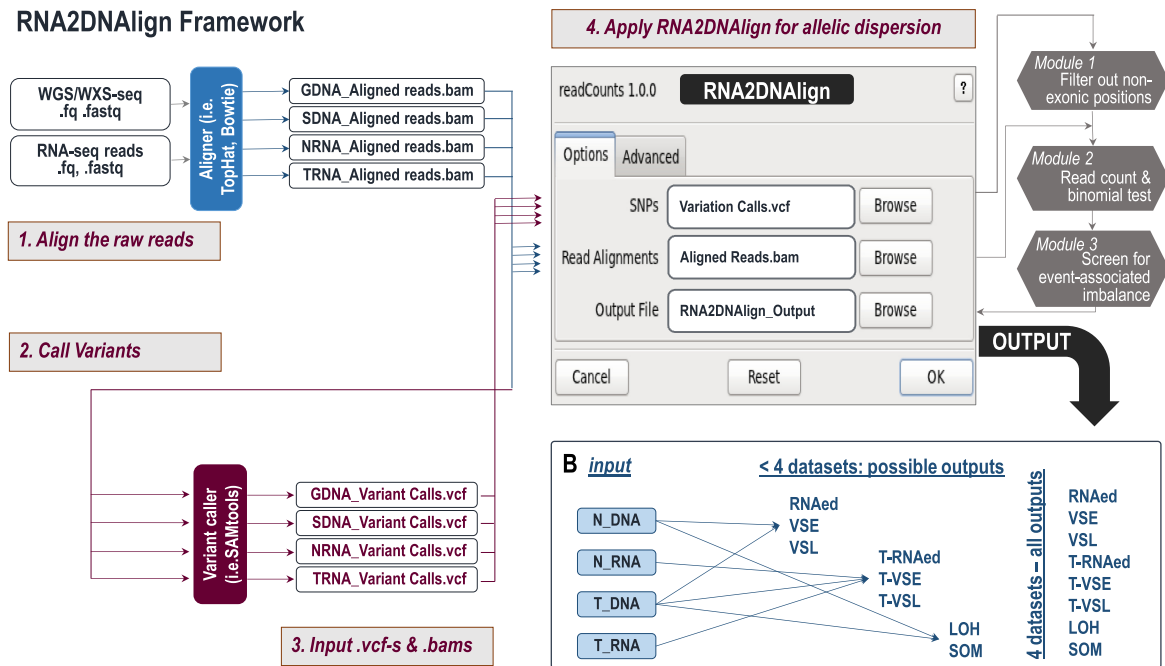 RNA2DNAlign Framework
WGS/WXS-seq
.fq .fastq
RNA-seq reads
.fq, .fastq
Aligner (i.e.
TopHat, Bowtie)
GDNA_Aligned reads.bam
SDNA_Aligned reads.bam
NRNA_Aligned reads.bam
TRNA_Aligned reads.bam
1. Align the raw reads
2. Call Variants
Variant caller
(i.e.SAMtools)
GDNA_Variant Calls.vcf
SDNA_Variant Calls.vcf
NRNA_Variant Calls.vcf
TRNA_Variant Calls.vcf
3. Input .vcf-s & .bams
4. Apply RNA2DNAlign for allelic dispersion
readCounts 1.0.0
RNA2DNAlign
?
Options
Advanced
SNPs
Variation Calls.vcf
Browse
Read Alignments
Aligned Reads.bam
Browse
Output File
RNA2DNAlign_Output
Browse
Cancel
Reset
OK
Module 1
Filter out non-
exonic positions
Module 2
Read count &
binomial test
Module 3
Screen for
event-associated
imbalance
OUTPUT
B
input
< 4 datasets: possible outputs
N_DNA
N_RNA
T_DNA
T_RNA
RNAed
VSE
VSL
T-RNAed
T-VSE
T-VSL
LOH
SOM
4 datasets – all outputs
RNAed
VSE
VSL
T-RNAed
T-VSE
T-VSL
LOH
SOM